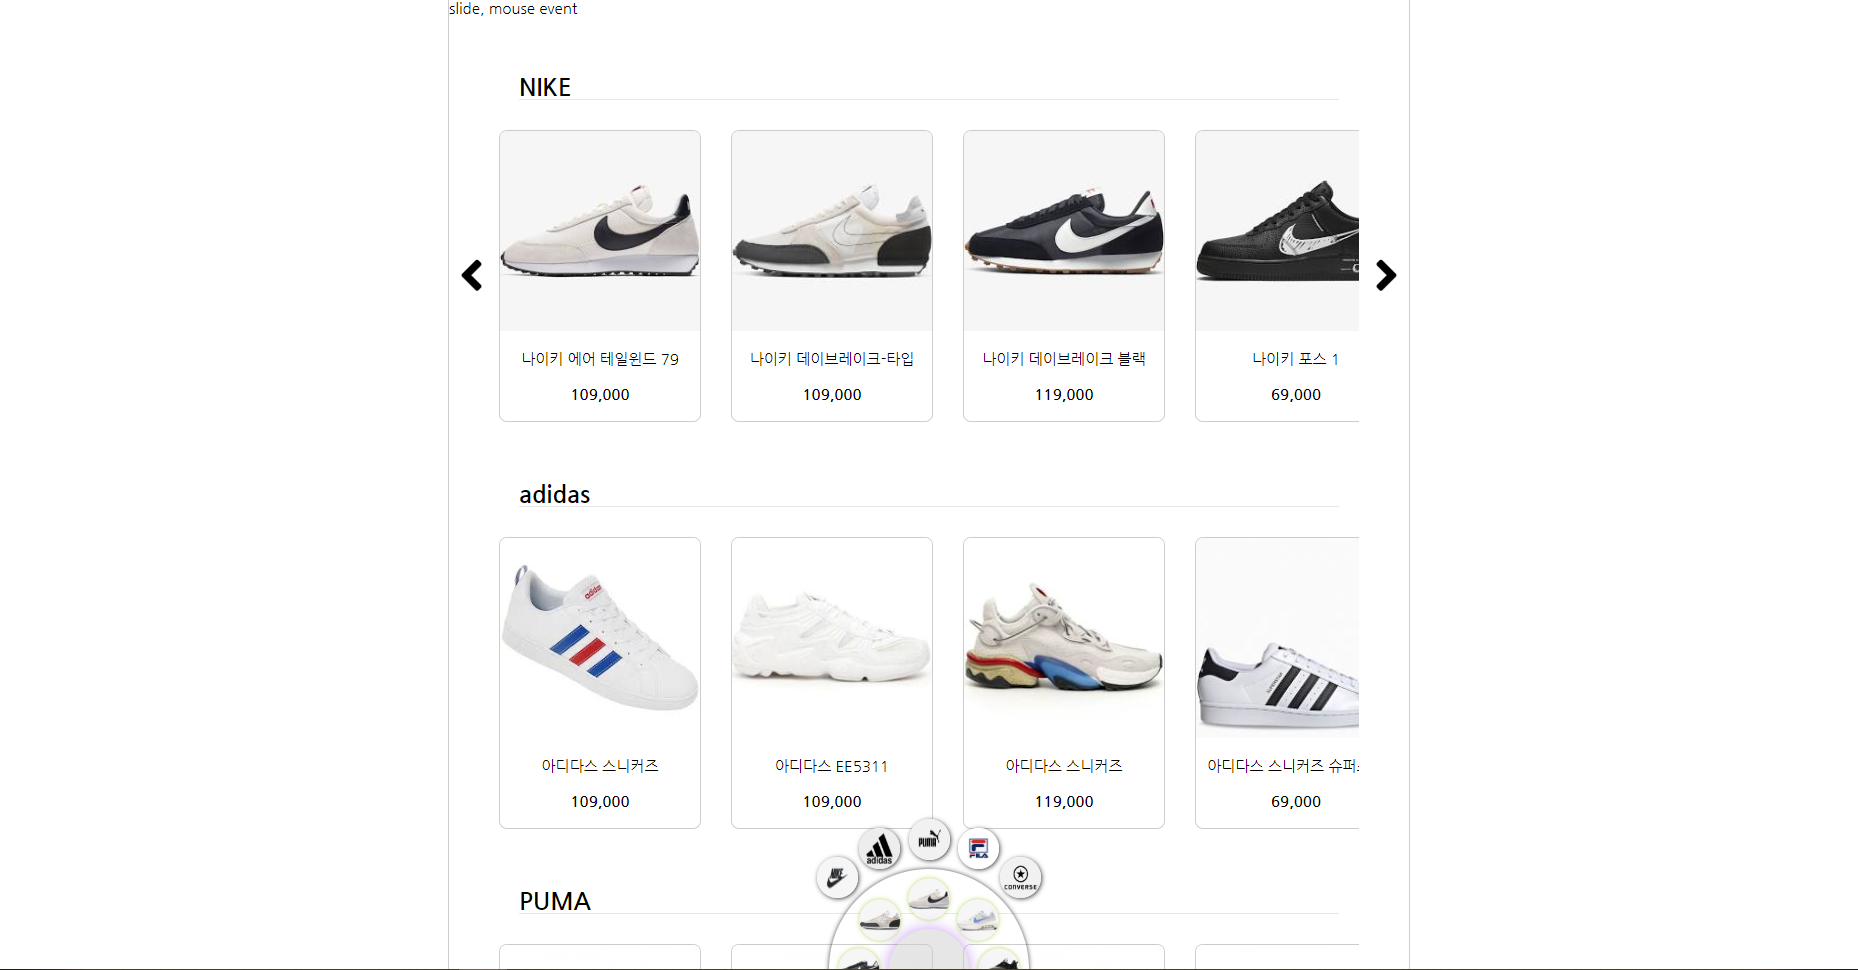 slide, mouse event
NIKE
나이키 에어 테일윈드 79
109,000
나이키 데이브레이크-타입
109,000
나이키 데이브레이크 블랙
119,000
나이키 포스 1
69,000
adidas
adidas
아디다스 스니커즈
109,000
아디다스 EE5311
109,000
아디다스 스니커즈
119,000
아디다스 스니커즈 슈퍼
69,000
NIKE
adidas
PUMA
FILA
CONVERSE
PUMA